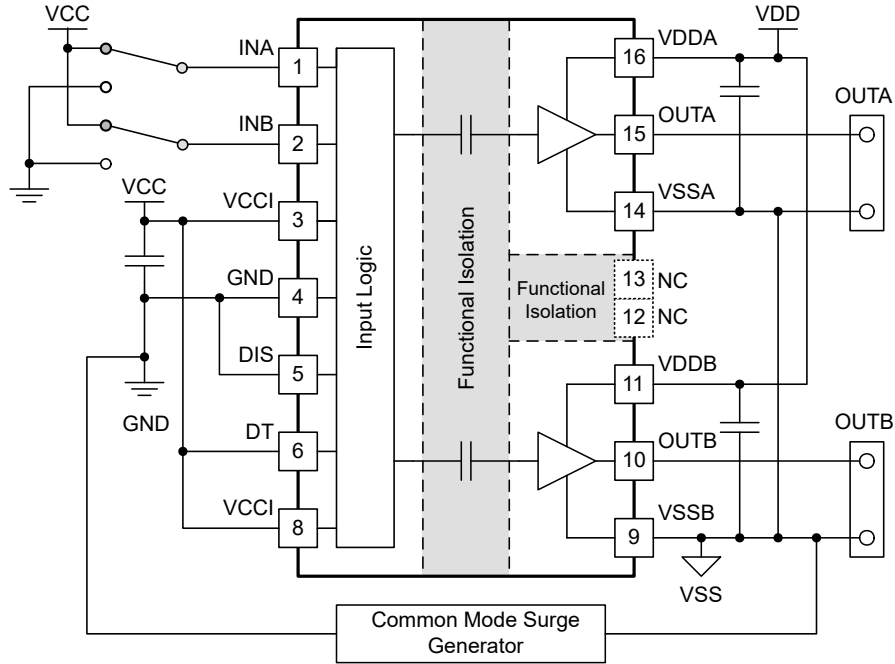 VCC
VDD
INA
1
16
VDDA
OUTA
INB
2
15
OUTA
VCC
VCCI
3
14
VSSA
GND
4
Input Logic
Functional Isolation
Functional
Isolation
13
NC
12
NC
DIS
5
11
VDDB
GND
OUTB
DT
6
10
OUTB
VCCI
8
9
VSSB
VSS
Common Mode Surge
Generator